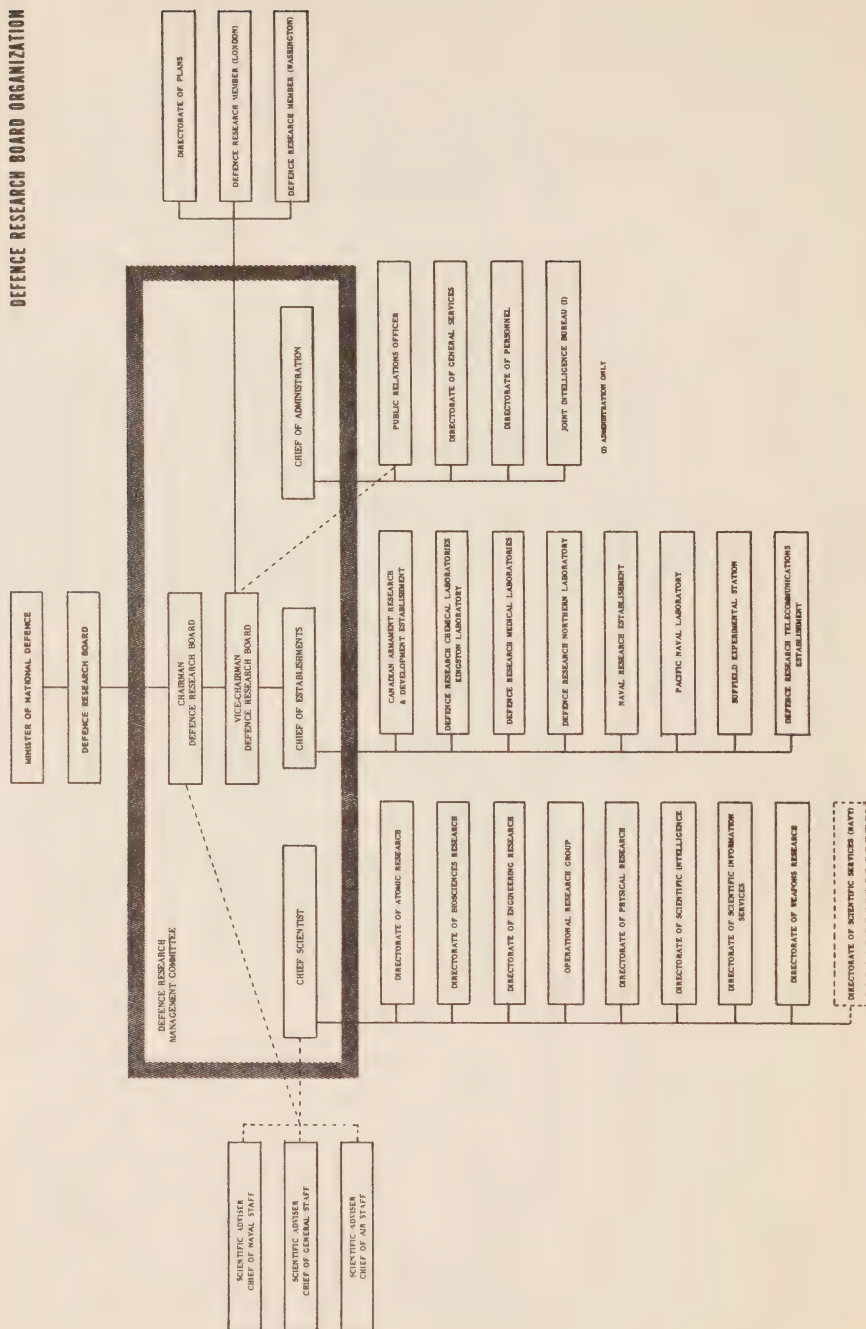 DEFENCE RESEARCH BOARD ORGANIZATION
MINISTER OF NATIONAL DEFENCE
DEFENCE RESEARCH BOARD
DEFENCE RESEARCH
MANAGEMENT COMMITTEE
CHAIRMAN
DEFENCE RESEARCH BOARD
VICE-CHAIRMAN
DEFENCE RESEARCH BOARD
CHIEF SCIENTIST
CHIEF OF ESTABLISHMENTS
CHIEF OF ADMINISTRATION
DIRECTORATE OF PLANS
DEFENCE RESEARCH MEMBER (LONDON)
DEFENCE RESEARCH MEMBER (WASHINGTON)
SCIENTIFIC ADVISER
CHIEF OF NAVAL STAFF
SCIENTIFIC ADVISER
CHIEF OF GENERAL STAFF
SCIENTIFIC ADVISER
CHIEF OF AIR STAFF
DIRECTORATE OF ATOMIC RESEARCH
DIRECTORATE OF BIOSCIENCES RESEARCH
DIRECTORATE OF ENGINEERING RESEARCH
OPERATIONAL RESEARCH GROUP
DIRECTORATE OF PHYSICAL RESEARCH
DIRECTORATE OF SCIENTIFIC INTELLIGENCE
DIRECTORATE OF SCIENTIFIC INFORMATION
SERVICES
DIRECTORATE OF WEAPONS RESEARCH
DIRECTORATE OF SCIENTIFIC SERVICES (NAVY)
CANADIAN ARMAMENT RESEARCH
& DEVELOPMENT ESTABLISHMENT
DEFENCE RESEARCH CHEMICAL LABORATORIES
KINGSTON LABORATORY
DEFENCE RESEARCH MEDICAL LABORATORIES
DEFENCE RESEARCH NORTHERN LABORATORY
NAVAL RESEARCH ESTABLISHMENT
PACIFIC NAVAL LABORATORY
SUFFIELD EXPERIMENTAL STATION
DEFENCE RESEARCH TELECOMMUNICATIONS
ESTABLISHMENT
PUBLIC RELATIONS OFFICER
DIRECTORATE OF GENERAL SERVICES
DIRECTORATE OF PERSONNEL
JOINT INTELLIGENCE BUREAU (I)
(I) ADMINISTRATION ONLY